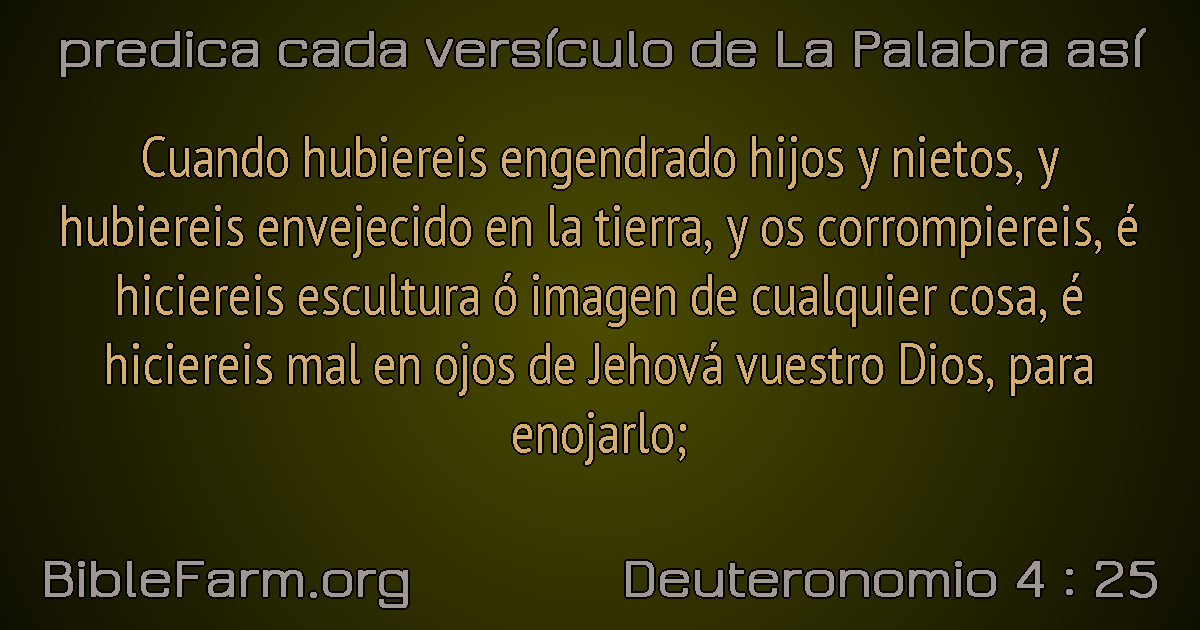 predica cada versículo de La Palabra así
Cuando hubiereis engendrado hijos y nietos, y
hubiereis envejecido en la tierra, y os corrompiereis, é
hiciereis escultura ó imagen de cualquier cosa, é
hiciereis mal en ojos de Jehová vuestro Dios, para
enojarlo;
BibleFarm.org
Deuteronomio 4 : 25